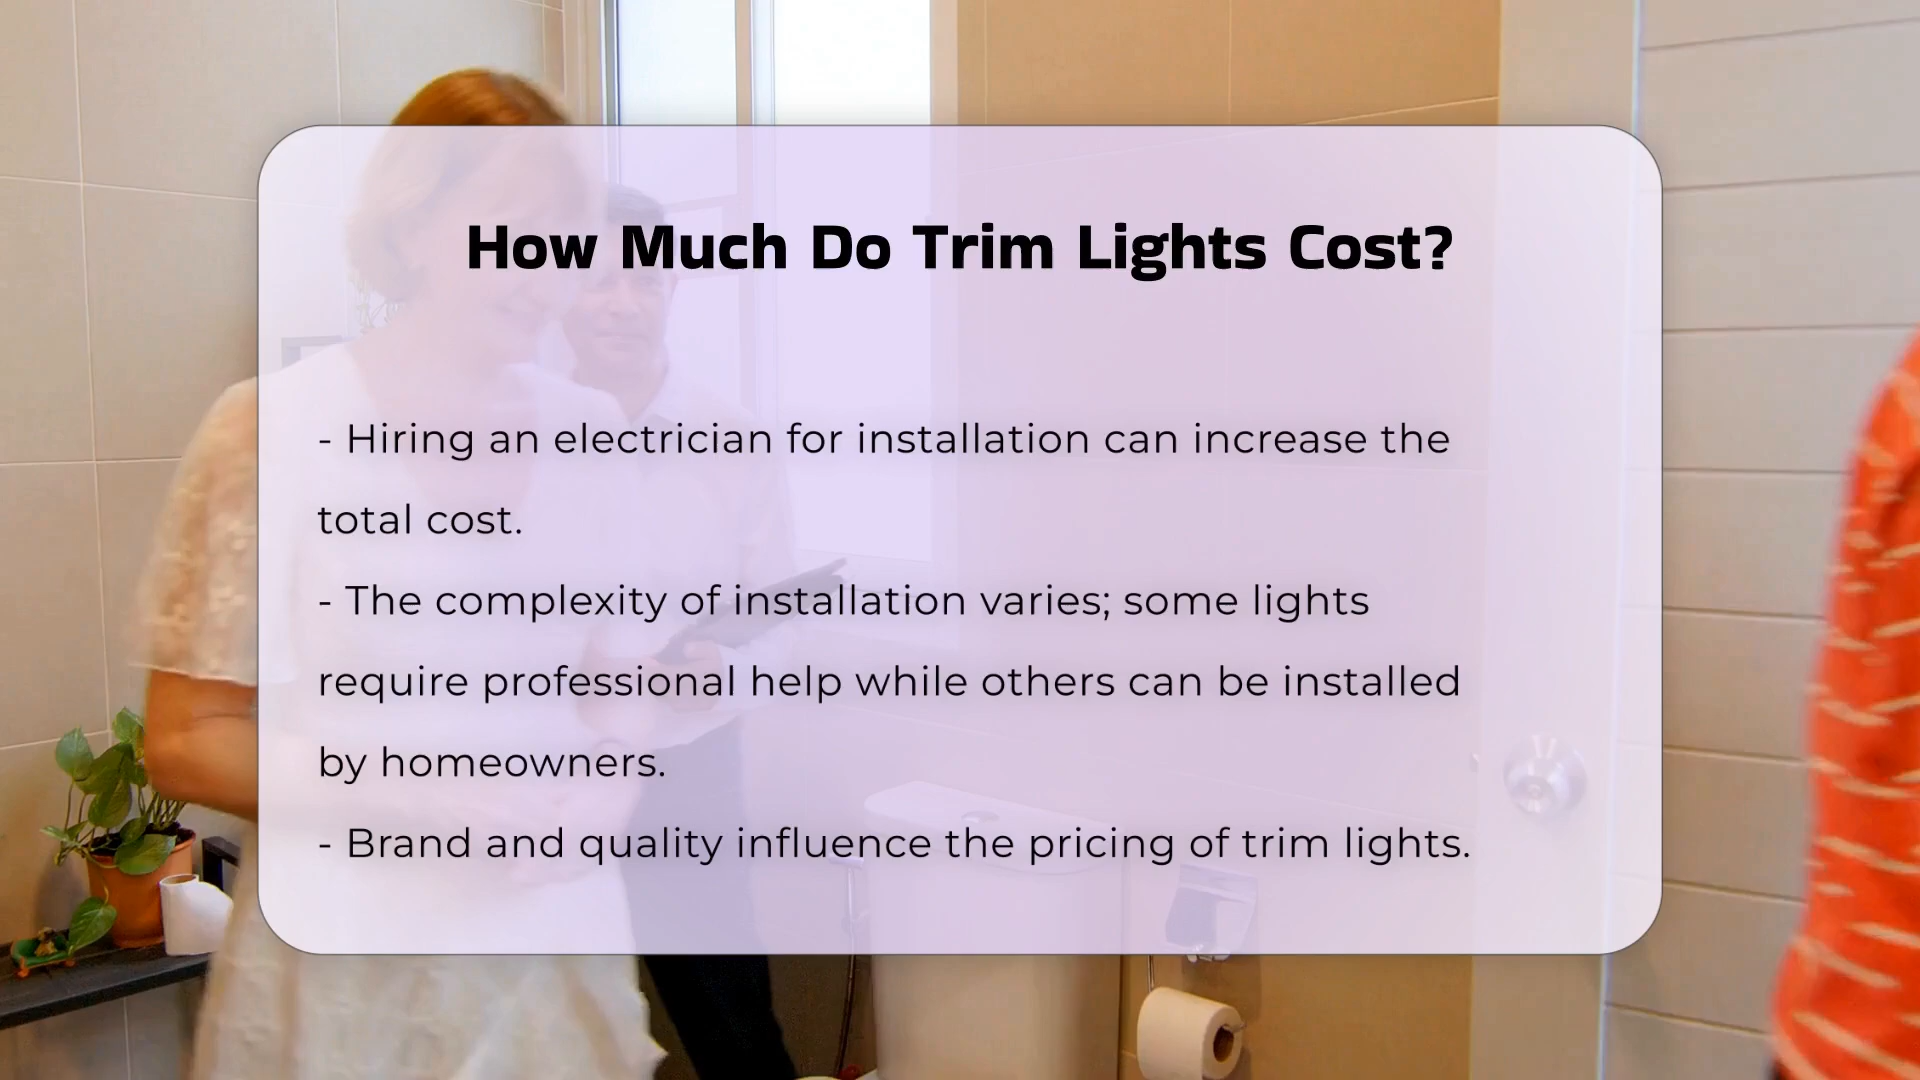 How Much Do Trim Lights Cost?
- Hiring an electrician for installation can increase the
total cost.
- The complexity of installation varies; some lights
require professional help while others can be installed
by homeowners.
- Brand and quality influence the pricing of trim lights.